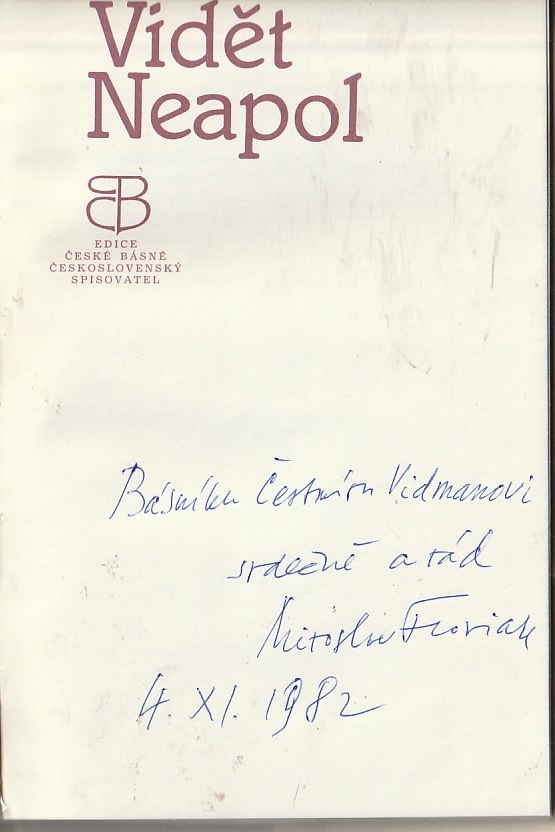 Vidět
Neapol
EDICE
ČESKÉ BÁSNĚ
ČESKOSLOVENSKÝ
SPISOVATEL
Básníku Čestmíru Vidmanovi
srdečně a rád
Miroslav Florian
4. XI. 1982